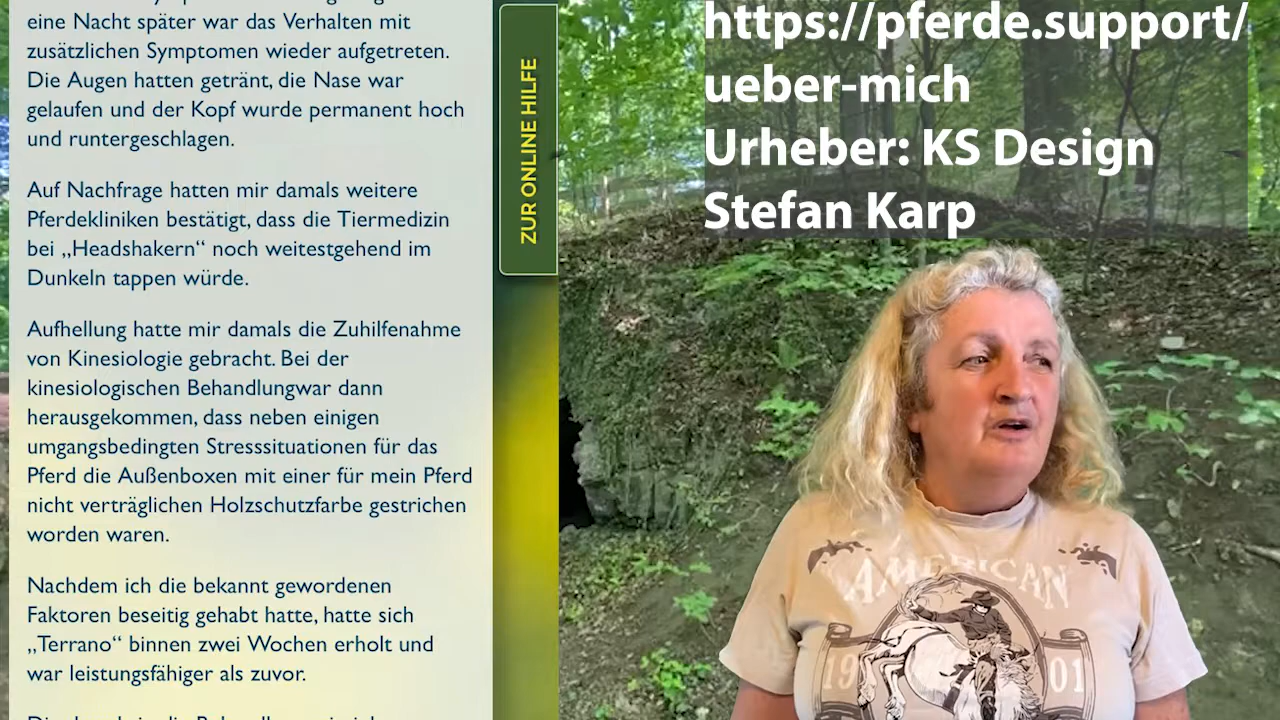 eine Nacht später war das Verhalten mit
zusätzlichen Symptomen wieder aufgetreten.
Die Augen hatten getränt, die Nase war
gelaufen und der Kopf wurde permanent hoch
und runtergeschlagen.
Auf Nachfrage hatten mir damals weitere
Pferdekliniken bestätigt, dass die Tiermedizin
bei „Headshakern“ noch weitestgehend im
Dunkeln tappen würde.
Aufhellung hatte mir damals die Zuhilfenahme
von Kinesiologie gebracht. Bei der
kinesiologischen Behandlungwar dann
herausgekommen, dass neben einigen
umgangsbedingten Stresssituationen für das
Pferd die Außenboxen mit einer für mein Pferd
nicht verträglichen Holzschutzfarbe gestrichen
worden waren.
Nachdem ich die bekannt gewordenen
Faktoren beseitig gehabt hatte, hatte sich
„Terrano“ binnen zwei Wochen erholt und
war leistungsfähiger als zuvor.
ZUR ONLINE HILFE
https://pferde.support/
ueber-mich
Urheber: KS Design
Stefan Karp
AMERICAN
19 01